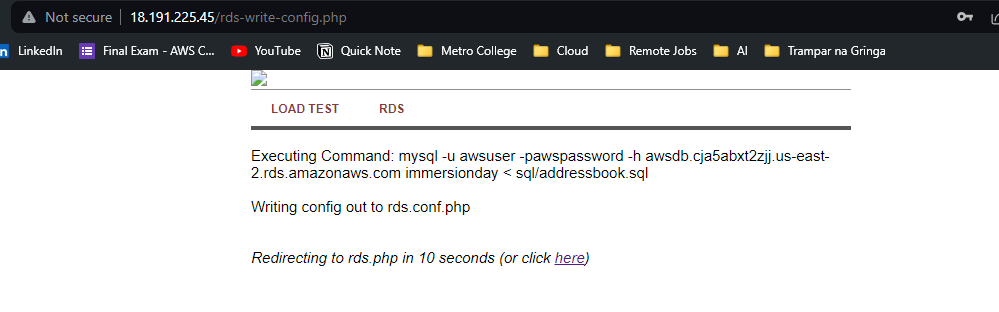 Not secure 18.191.225.45/rds-write-config.php
in LinkedIn Final Exam - AWS C... YouTube Quick Note Metro College Cloud Remote Jobs AI Trampar na Gringa
LOAD TEST RDS
Executing Command: mysql -u awsuser -pawspassword -h awsdb.cja5abxt2zjj.us-east-
2.rds.amazonaws.com immersionday < sql/addressbook.sql
Writing config out to rds.conf.php
Redirecting to rds.php in 10 seconds (or click here)